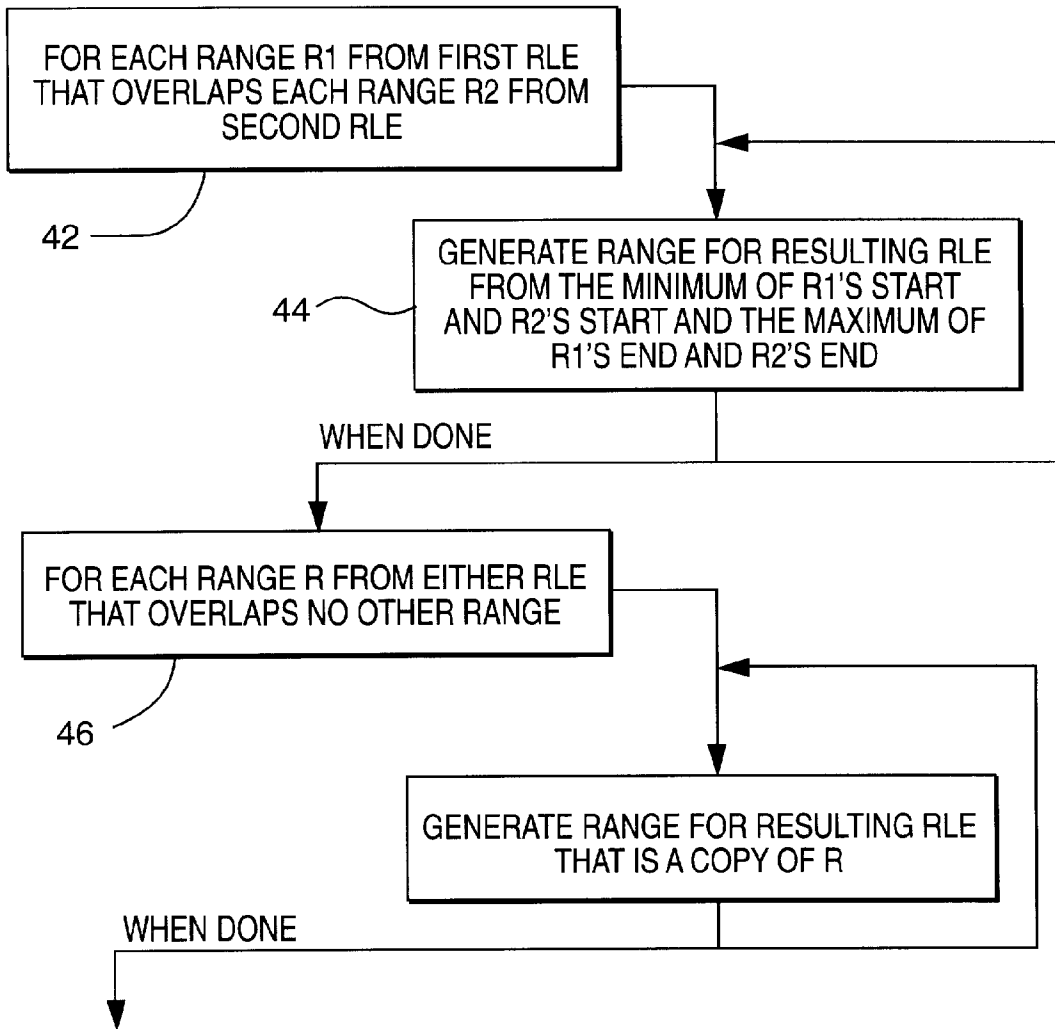 FOR EACH RANGE R1 FROM FIRST RLE
THAT OVERLAPS EACH RANGE R2 FROM
SECOND RLE
42
GENERATE RANGE FOR RESULTING RLE
FROM THE MINIMUM OF R1'S START
AND R2'S START AND THE MAXIMUM OF
R1'S END AND R2'S END
44
WHEN DONE
FOR EACH RANGE R FROM EITHER RLE
THAT OVERLAPS NO OTHER RANGE
46
GENERATE RANGE FOR RESULTING RLE
THAT IS A COPY OF R
WHEN DONE